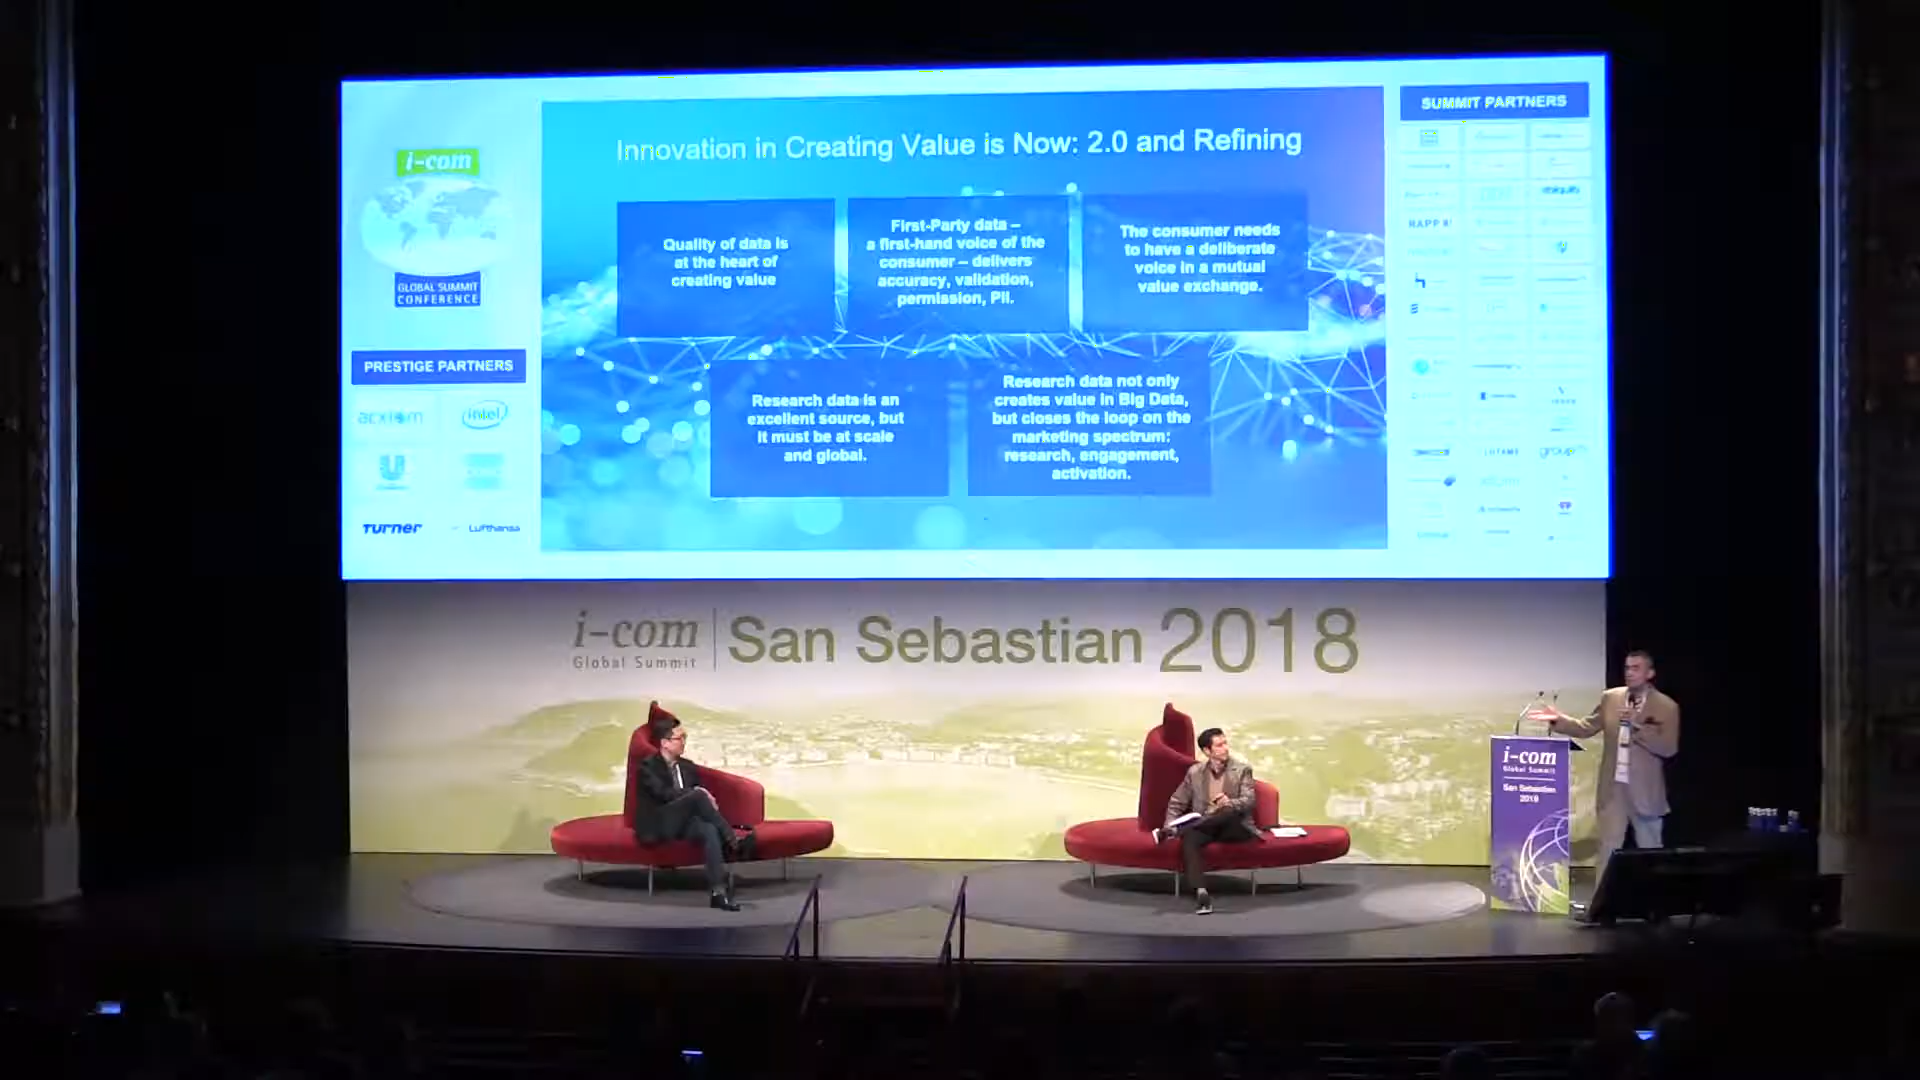 i-com
GLOBAL SUMMIT
CONFERENCE
PRESTIGE PARTNERS
acxiom
intel
Turner
Lufthansa
Innovation in Creating Value is Now: 2.0 and Refining
Quality of data is
at the heart of
creating value
First-Party data –
a first-hand voice of the
consumer – delivers
accuracy, validation,
permission, PII.
The consumer needs
to have a deliberate
voice in a mutual
value exchange.
Research data is an
excellent source, but
it must be at scale
and global.
Research data not only
creates value in Big Data,
but closes the loop on the
marketing spectrum:
research, engagement,
activation.
SUMMIT PARTNERS
i-com
Global Summit
San Sebastian 2018
i-com
Global Summit
San Sebastian
2018